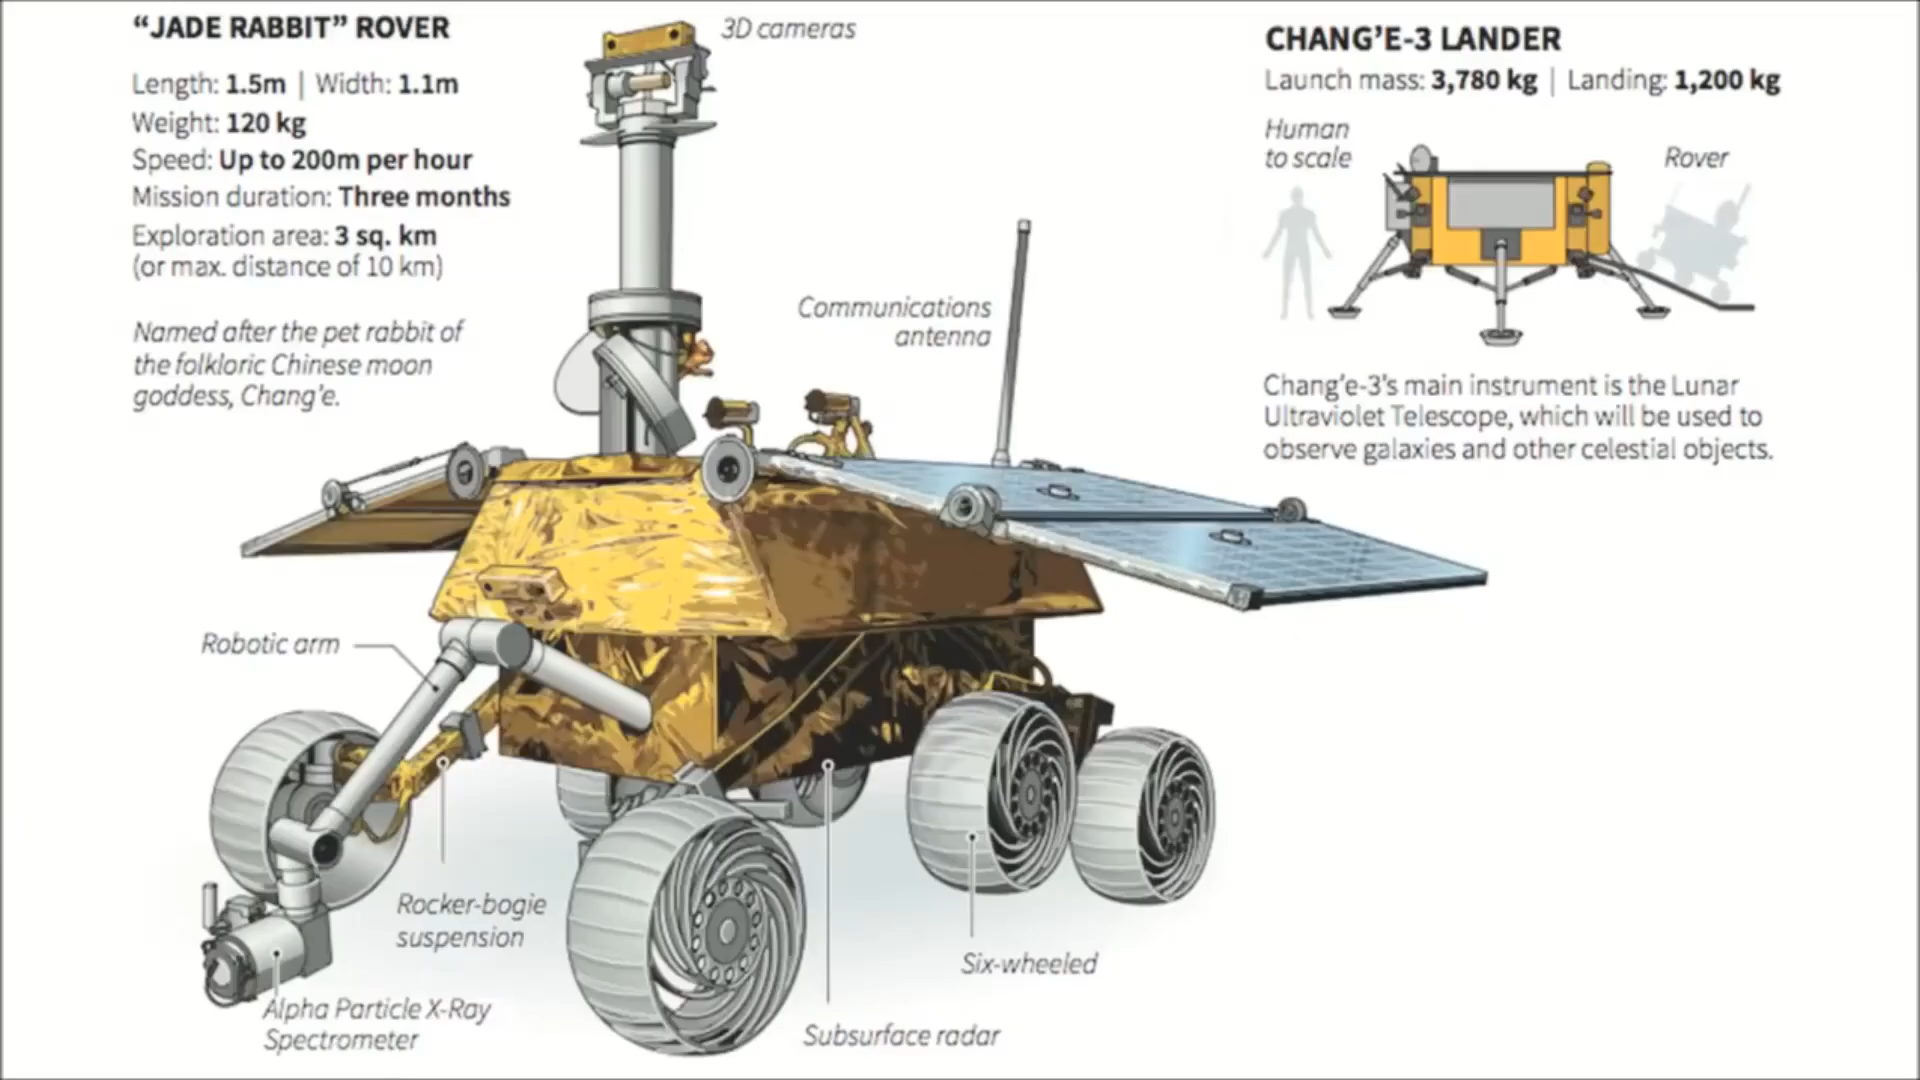 “JADE RABBIT” ROVER
Length: 1.5m | Width: 1.1m
Weight: 120 kg
Speed: Up to 200m per hour
Mission duration: Three months
Exploration area: 3 sq. km
(or max. distance of 10 km)
Named after the pet rabbit of
the folkloric Chinese moon
goddess, Chang’e.
3D cameras
Communications
antenna
Robotic arm
Rocker-bogie
suspension
Alpha Particle X-Ray
Spectrometer
Subsurface radar
Six-wheeled
CHANG’E-3 LANDER
Launch mass: 3,780 kg | Landing: 1,200 kg
Human
to scale
Rover
Chang’e-3’s main instrument is the Lunar
Ultraviolet Telescope, which will be used to
observe galaxies and other celestial objects.